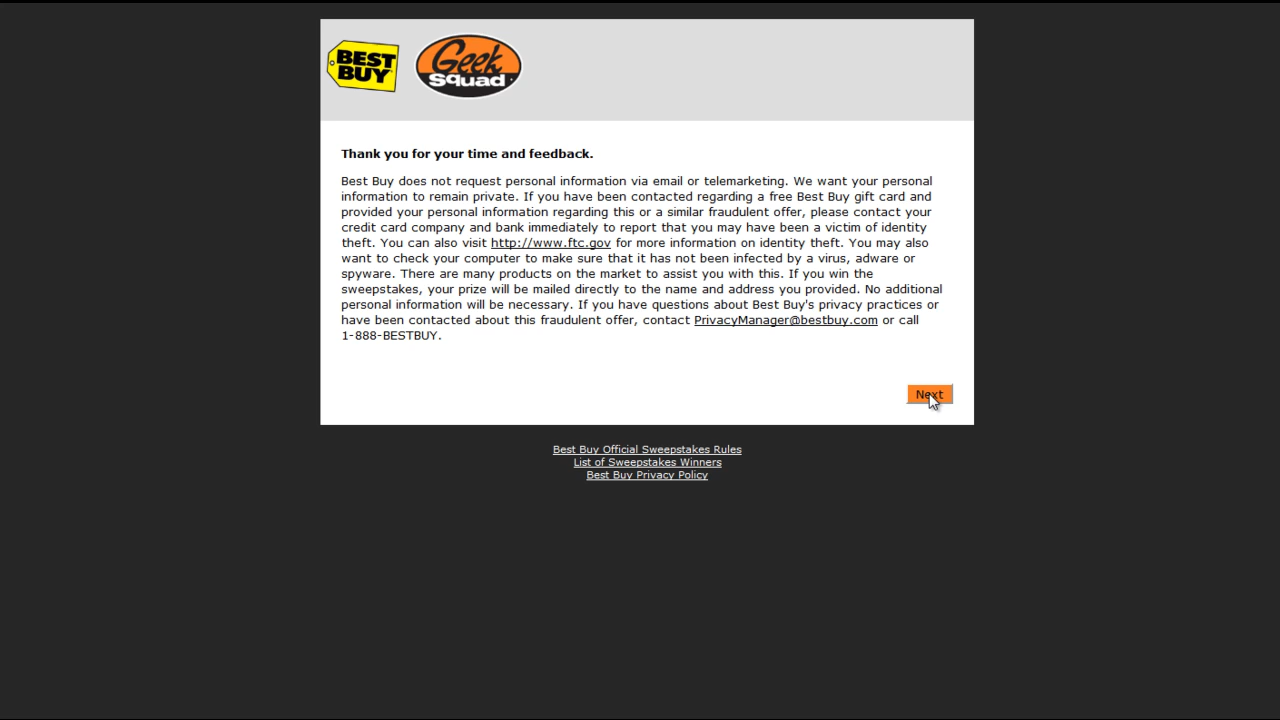 BEST
BUY
Geek
Squad
Thank you for your time and feedback.
Best Buy does not request personal information via email or telemarketing. We want your personal
information to remain private. If you have been contacted regarding a free Best Buy gift card and
provided your personal information regarding this or a similar fraudulent offer, please contact your
credit card company and bank immediately to report that you may have been a victim of identity
theft. You can also visit http://www.ftc.gov for more information on identity theft. You may also
want to check your computer to make sure that it has not been infected by a virus, adware or
spyware. There are many products on the market to assist you with this. If you win the
sweepstakes, your prize will be mailed directly to the name and address you provided. No additional
personal information will be necessary. If you have questions about Best Buy's privacy practices or
have been contacted about this fraudulent offer, contact PrivacyManager@bestbuy.com or call
1-888-BESTBUY.
Next
Best Buy Official Sweepstakes Rules
List of Sweepstakes Winners
Best Buy Privacy Policy